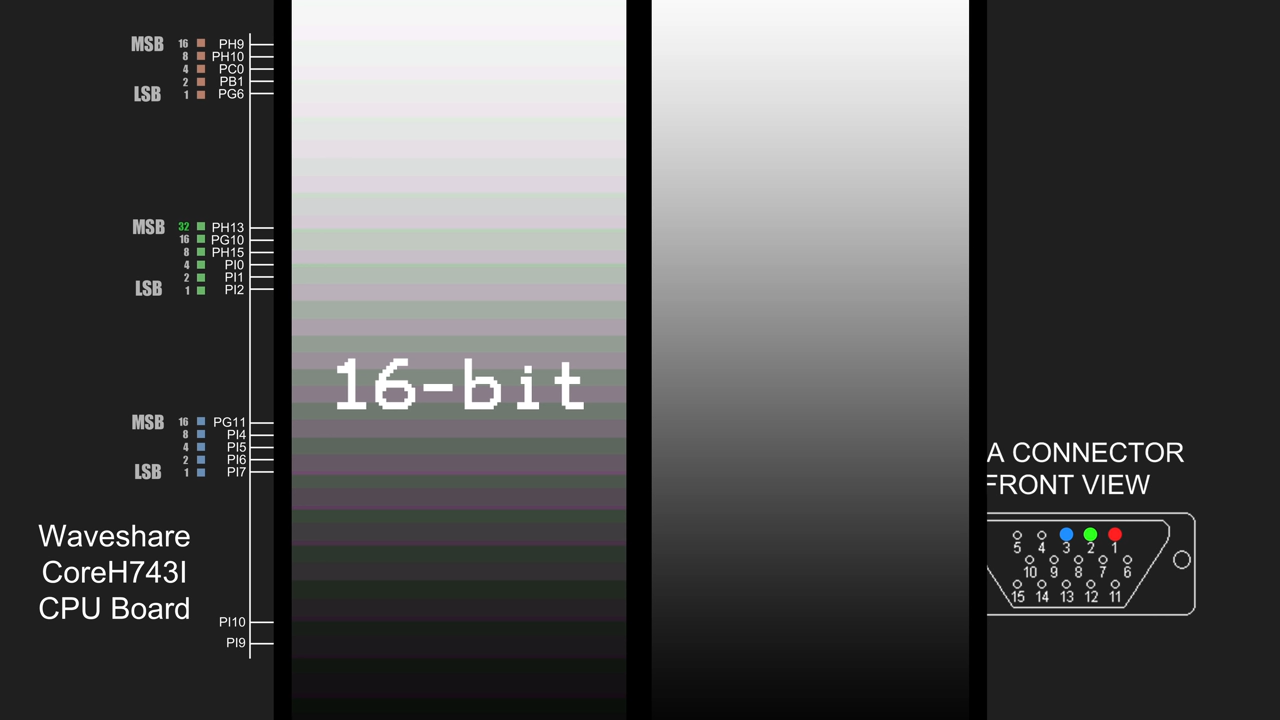 MSB 16 PH9
8 PH10
4 PC0
2 PB1
LSB 1 PG6
MSB 32 PH13
16 PG10
8 PH15
4 PI0
2 PI1
LSB 1 PI2
16-bit
MSB 16 PG11
8 PI4
4 PI5
2 PI6
LSB 1 PI7
A CONNECTOR
FRONT VIEW
5 4 3 2 1
10 9 8 7 6
15 14 13 12 11
Waveshare
CoreH743I
CPU Board
PI10
PI9